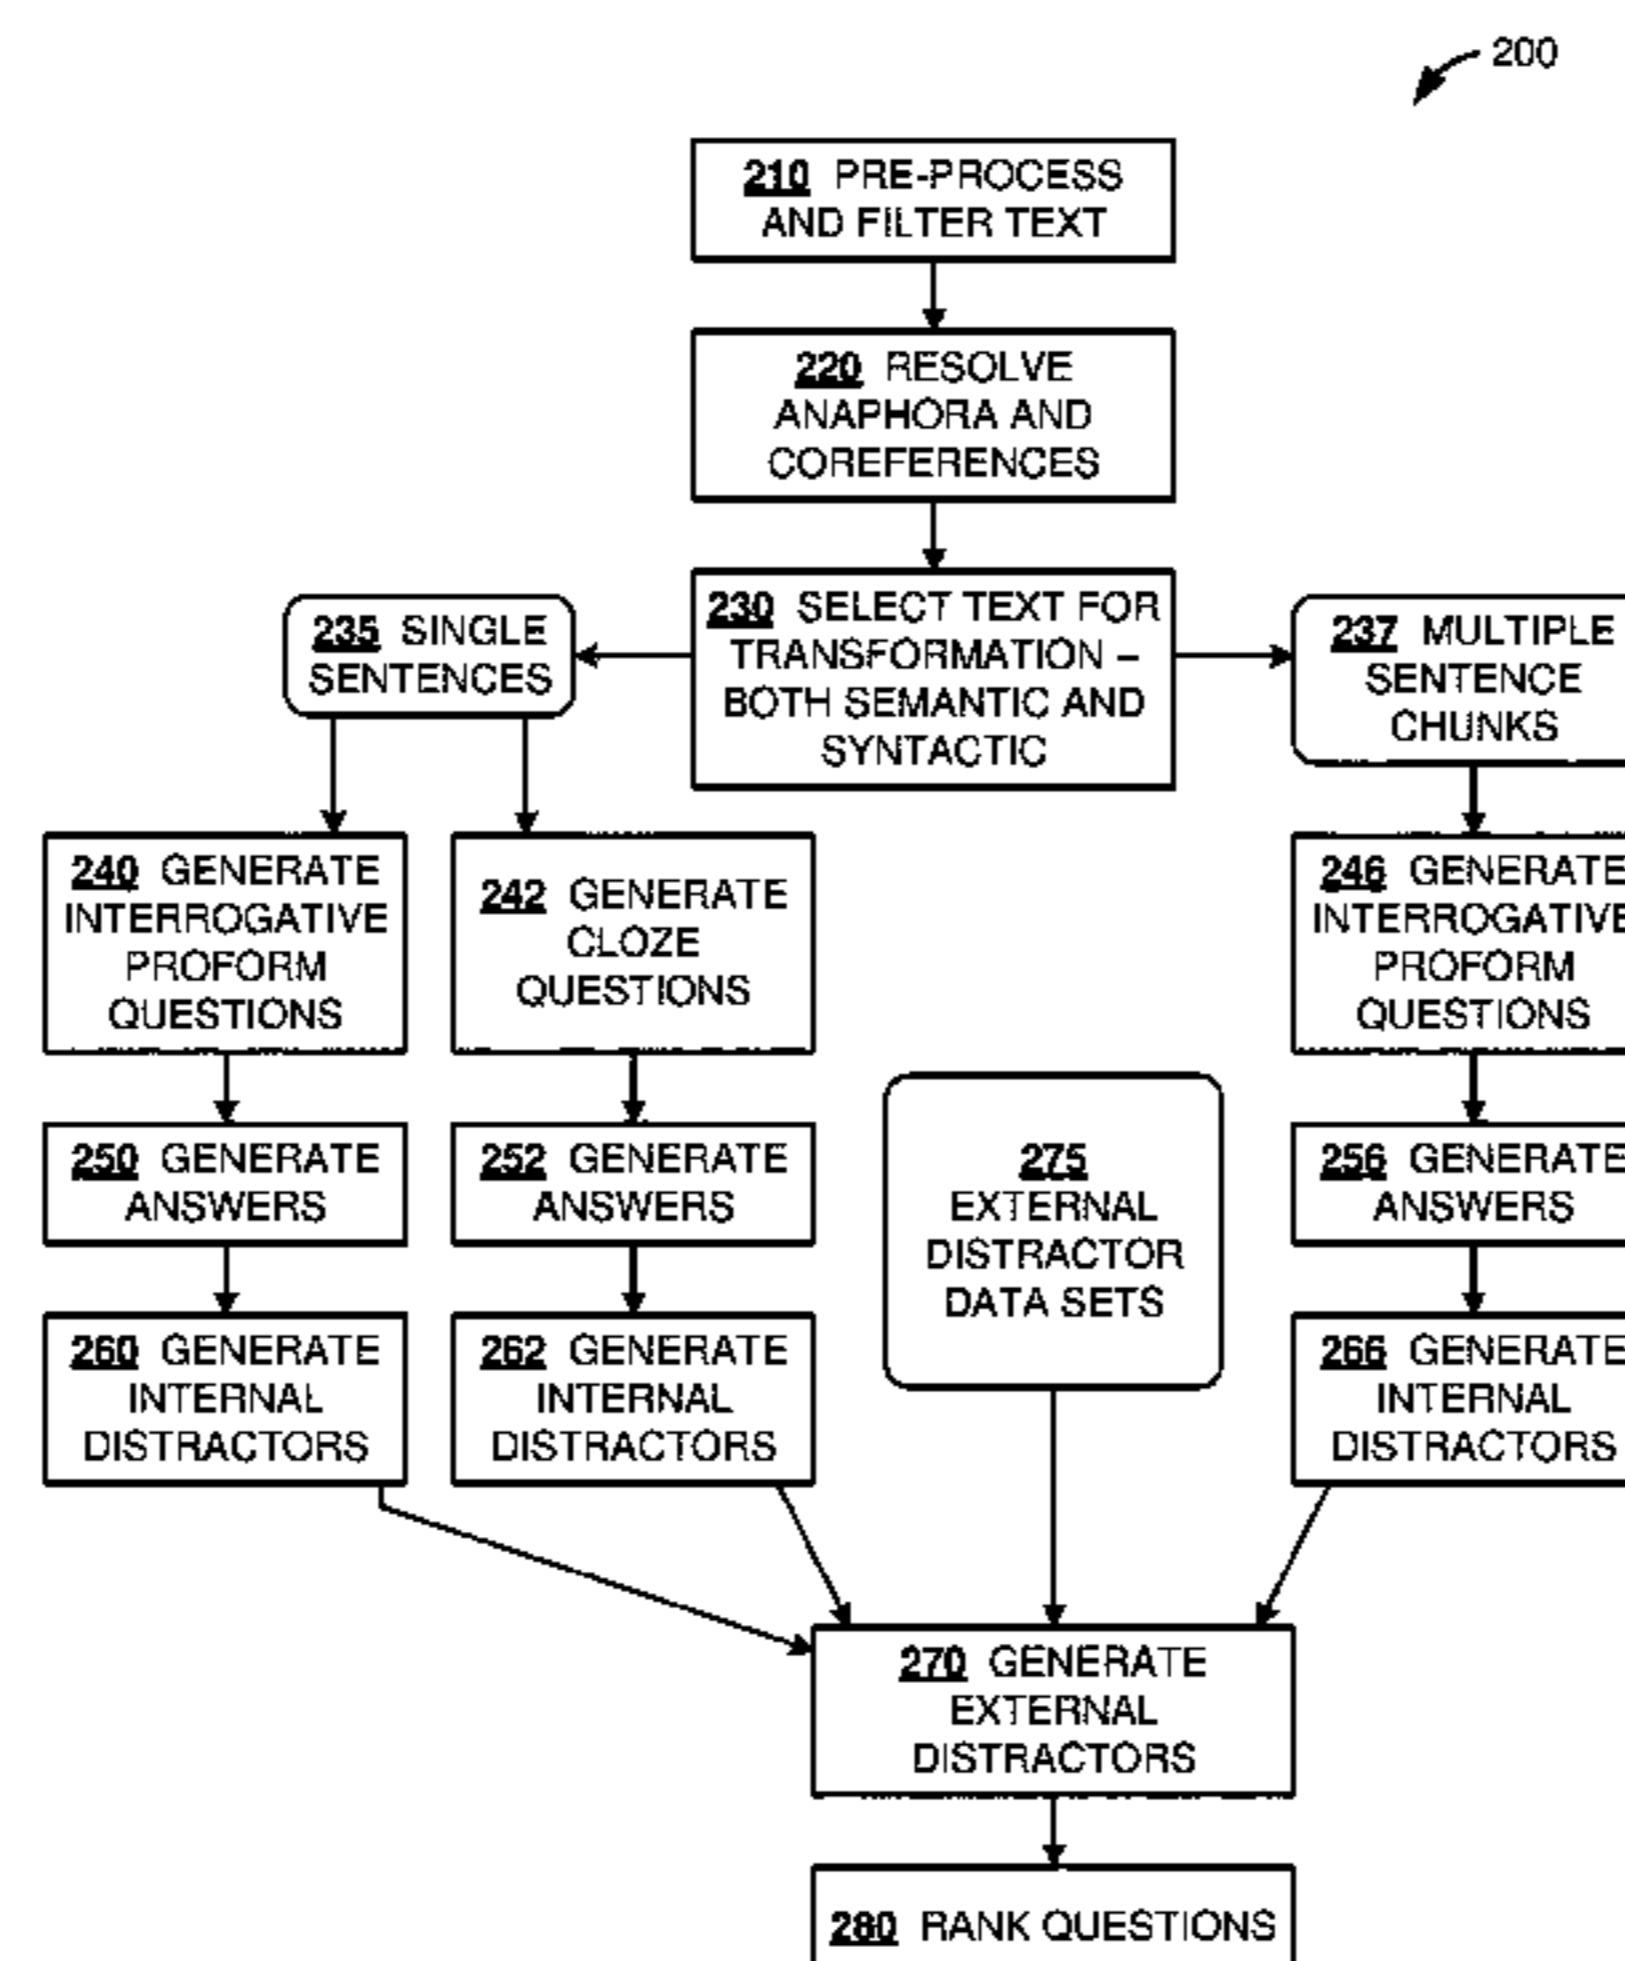 200
210 PRE-PROCESS
AND FILTER TEXT
220 RESOLVE
ANAPHORA AND
COREFERENCES
230 SELECT TEXT FOR
TRANSFORMATION –
BOTH SEMANTIC AND
SYNTACTIC
235 SINGLE
SENTENCES
237 MULTIPLE
SENTENCE
CHUNKS
240 GENERATE
INTERROGATIVE
PROFORM
QUESTIONS
242 GENERATE
CLOZE
QUESTIONS
246 GENERATE
INTERROGATIVE
PROFORM
QUESTIONS
250 GENERATE
ANSWERS
252 GENERATE
ANSWERS
275
EXTERNAL
DISTRACTOR
DATA SETS
256 GENERATE
ANSWERS
260 GENERATE
INTERNAL
DISTRACTORS
262 GENERATE
INTERNAL
DISTRACTORS
266 GENERATE
INTERNAL
DISTRACTORS
270 GENERATE
EXTERNAL
DISTRACTORS
280 RANK QUESTIONS